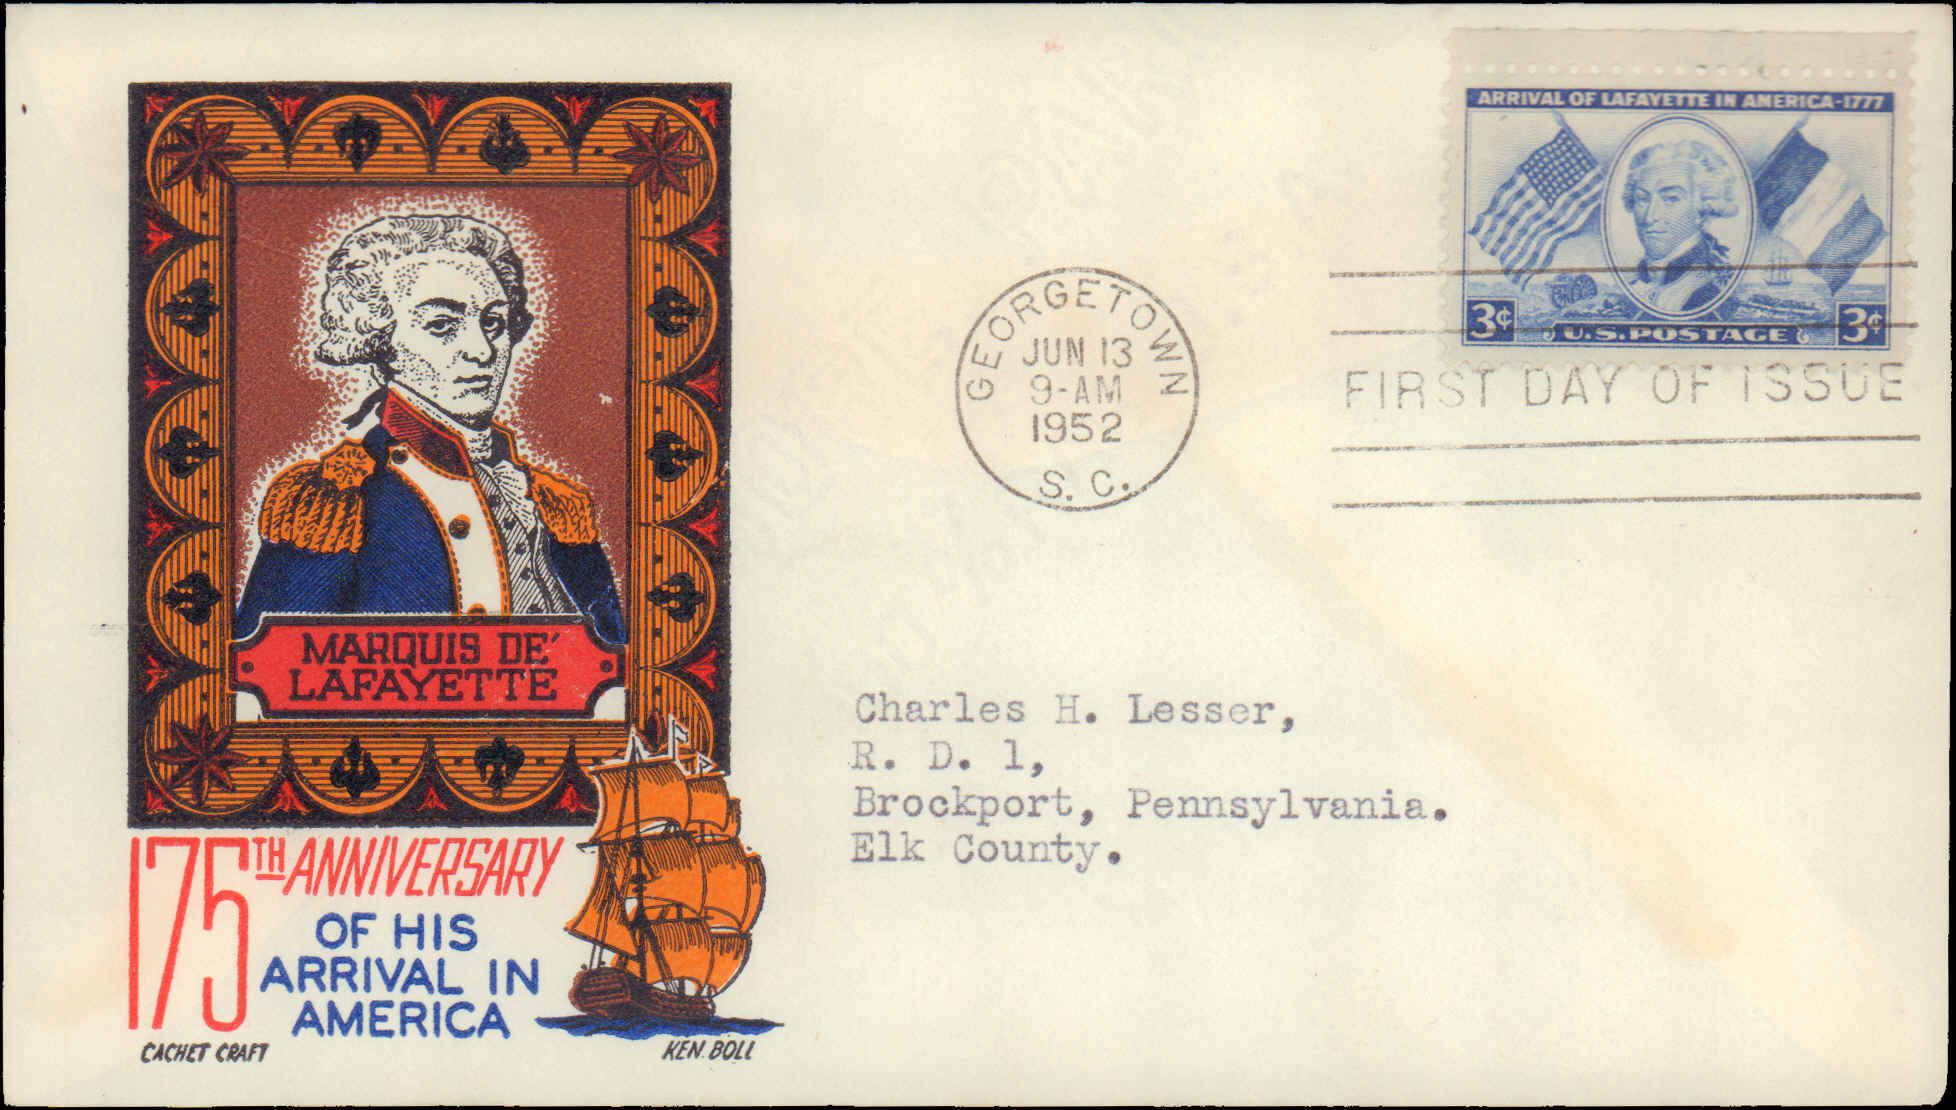 ARRIVAL OF LAFAYETTE IN AMERICA-1777
3¢ U.S. POSTAGE 3¢
GEORGETOWN
JUN 13
9-AM
1952
S. C.
FIRST DAY OF ISSUE
MARQUIS DE'
LAFAYETTE
175TH ANNIVERSARY
OF HIS
ARRIVAL IN
AMERICA
CACHET CRAFT
KEN BOLL
Charles H. Lesser,
R. D. 1,
Brockport, Pennsylvania.
Elk County.